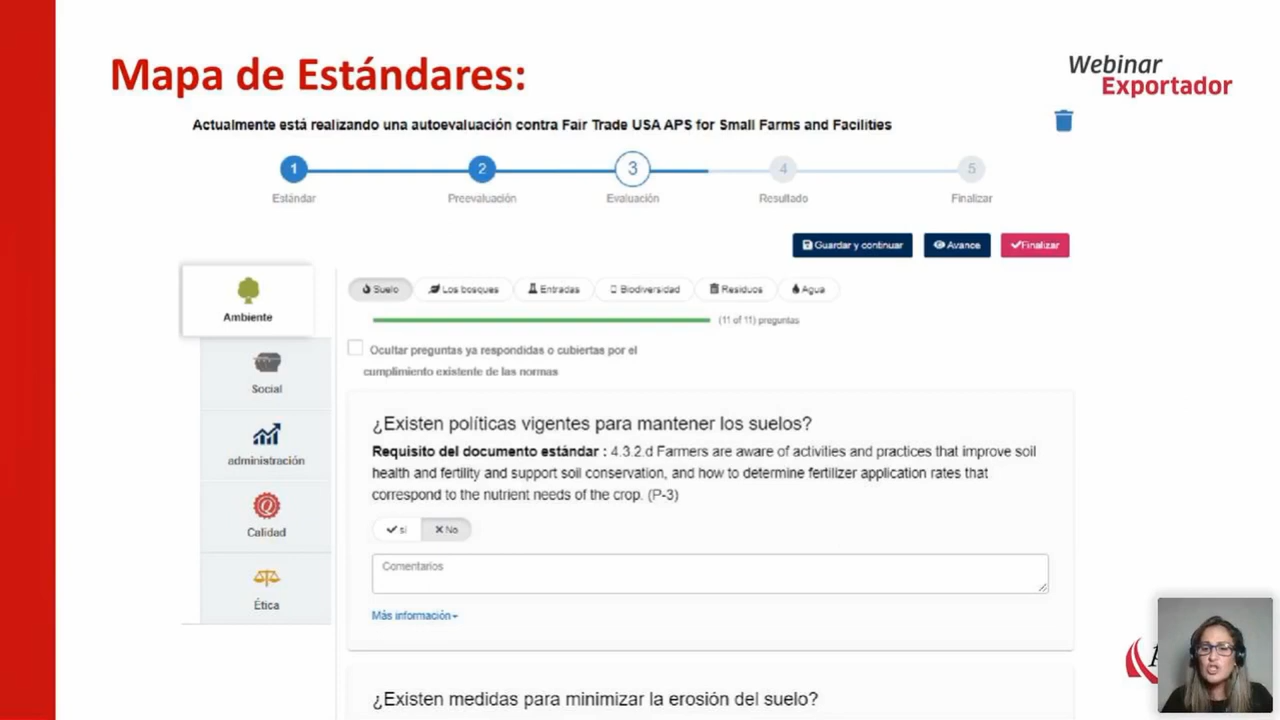 Mapa de Estándares:
Webinar
Exportador
Actualmente está realizando una autoevaluación contra Fair Trade USA APS for Small Farms and Facilities
1
2
3
4
5
Estándar
Preevaluación
Evaluación
Resultado
Finalizar
Guardar y continuar
Avance
Finalizar
Ambiente
Social
administración
Calidad
Ética
Suelo
Los bosques
Entradas
Biodiversidad
Residuos
Agua
(11 of 11) preguntas
Ocultar preguntas ya respondidas o cubiertas por el
cumplimiento existente de las normas
¿Existen políticas vigentes para mantener los suelos?
Requisito del documento estándar : 4.3.2.d Farmers are aware of activities and practices that improve soil
health and fertility and support soil conservation, and how to determine fertilizer application rates that
correspond to the nutrient needs of the crop. (P-3)
sí
No
Comentarios
Más información
¿Existen medidas para minimizar la erosión del suelo?